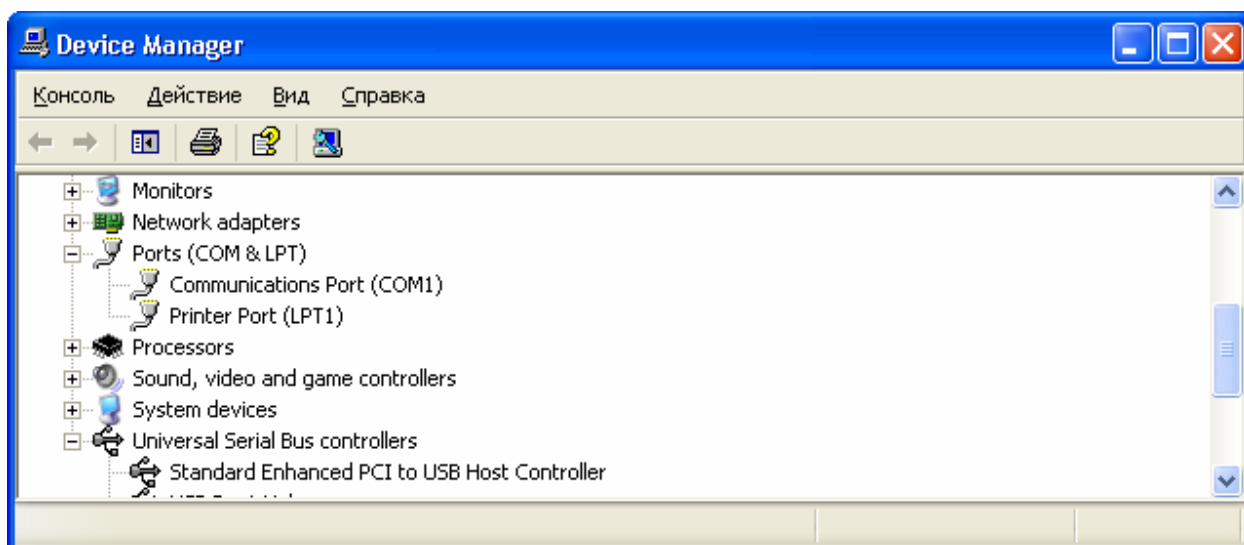 Device Manager
Консоль Действие Вид Справка
Monitors
Network adapters
Ports (COM & LPT)
Communications Port (COM1)
Printer Port (LPT1)
Processors
Sound, video and game controllers
System devices
Universal Serial Bus controllers
Standard Enhanced PCI to USB Host Controller